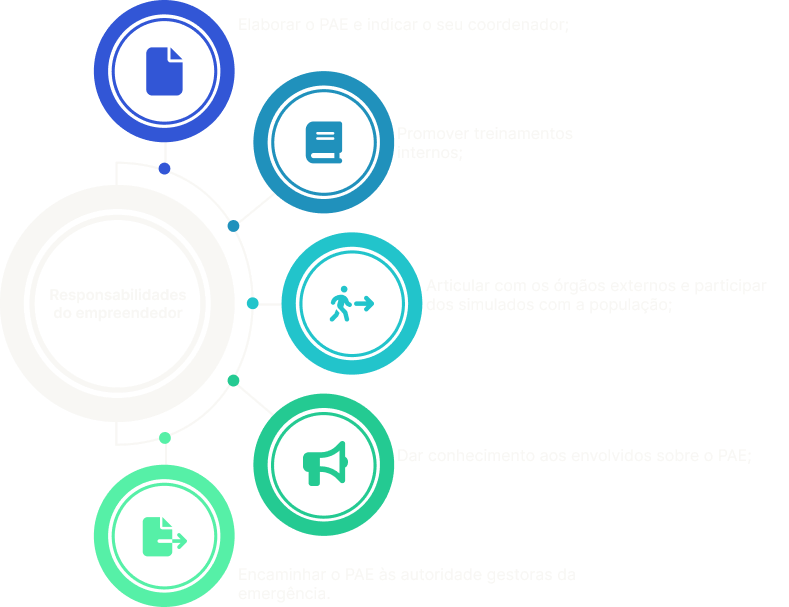 Elaborar o PAE e indicar o seu coordenador;
Promover treinamentos
internos;
Responsabilidades
do empreendedor
Articular com os órgãos externos e participar
dos simulados com a população;
Dar conhecimento aos envolvidos sobre o PAE;
Encaminhar o PAE às autoridade gestoras da
emergência.